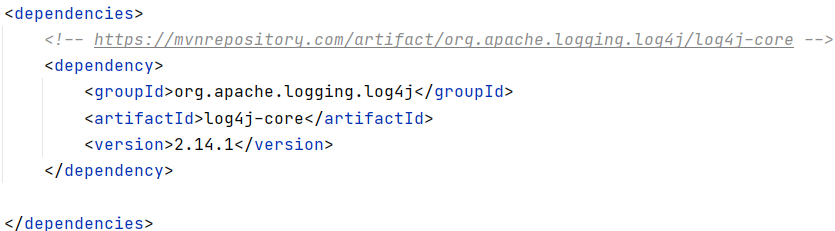 <dependencies>
    <!-- https://mvnrepository.com/artifact/org.apache.logging.log4j/log4j-core -->
    <dependency>
        <groupId>org.apache.logging.log4j</groupId>
        <artifactId>log4j-core</artifactId>
        <version>2.14.1</version>
    </dependency>

</dependencies>